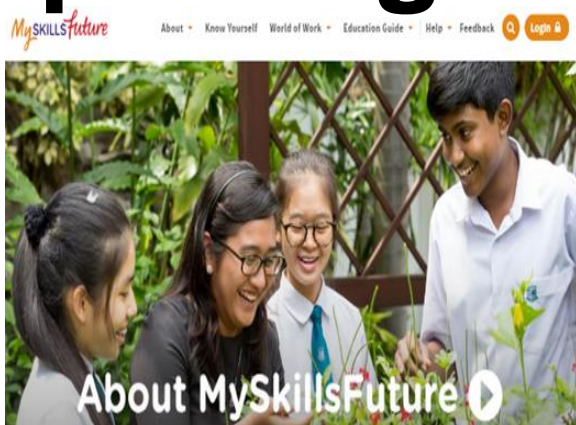 MySKILLSfuture
About Know Yourself World of Work Education Guide Help Feedback Login
About MySkillsFuture